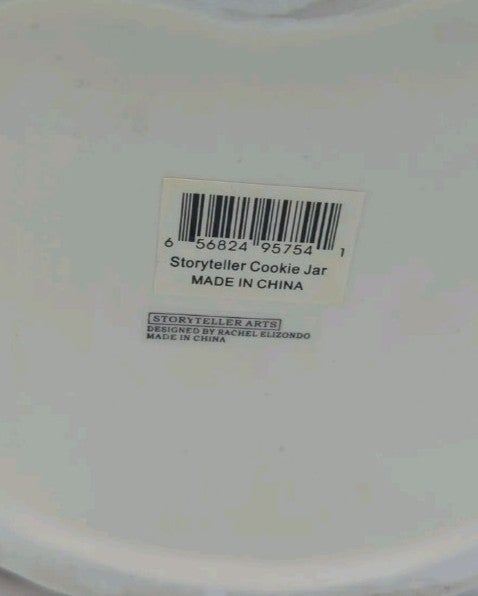 6 56824 95754 1
Storyteller Cookie Jar
MADE IN CHINA
STORYTELLER ARTS
DESIGNED BY RACHEL ELIZONDO
MADE IN CHINA